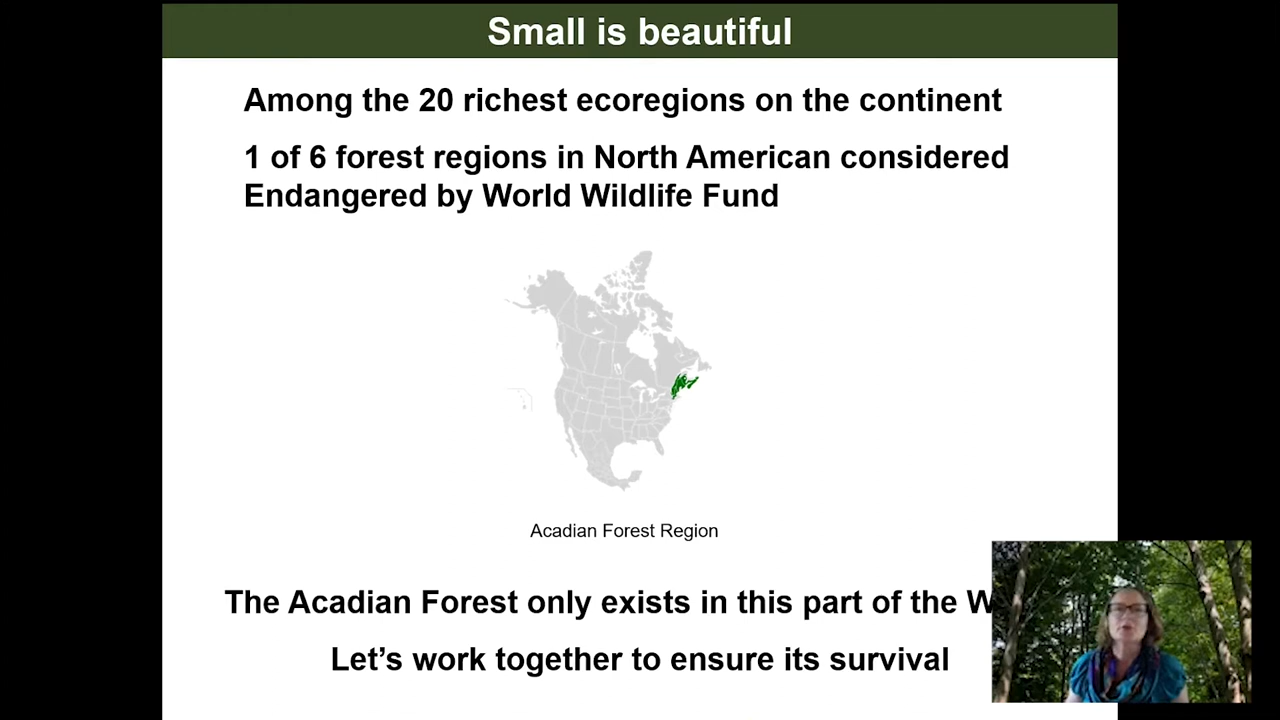 Small is beautiful
Among the 20 richest ecoregions on the continent
1 of 6 forest regions in North American considered
Endangered by World Wildlife Fund
Acadian Forest Region
The Acadian Forest only exists in this part of the
Let’s work together to ensure its survival